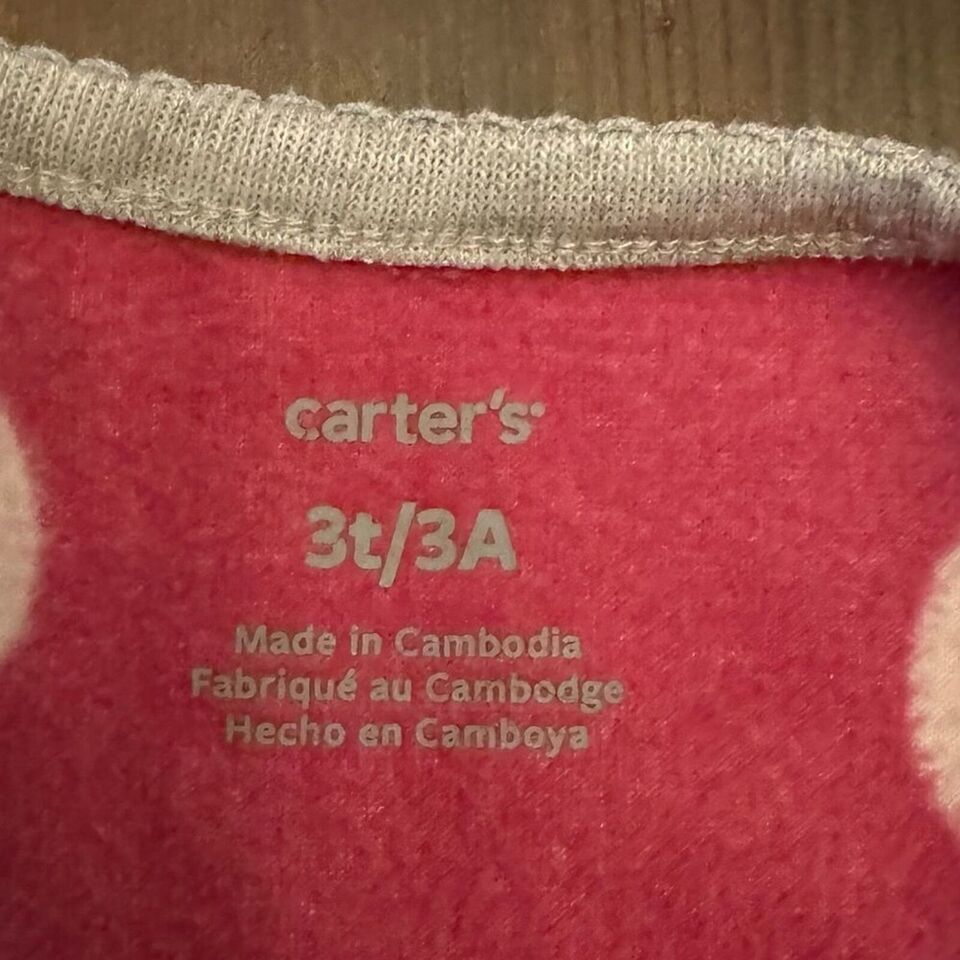 carter's
3t/3A
Made in Cambodia
Fabriqué au Cambodge
Hecho en Camboya